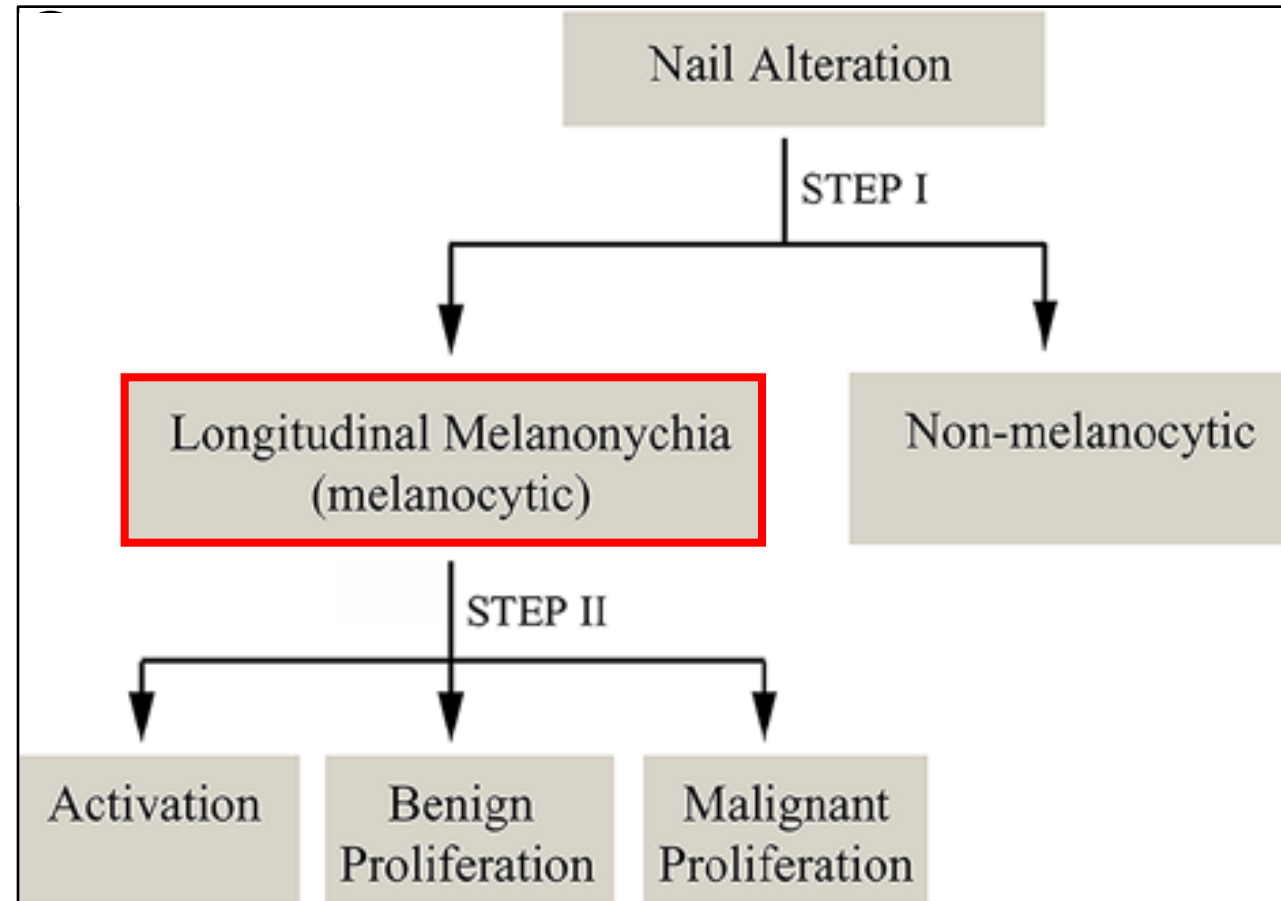 Nail Alteration
STEP I
Longitudinal Melanonychia
(melanocytic)
Non-melanocytic
STEP II
Activation
Benign
Proliferation
Malignant
Proliferation